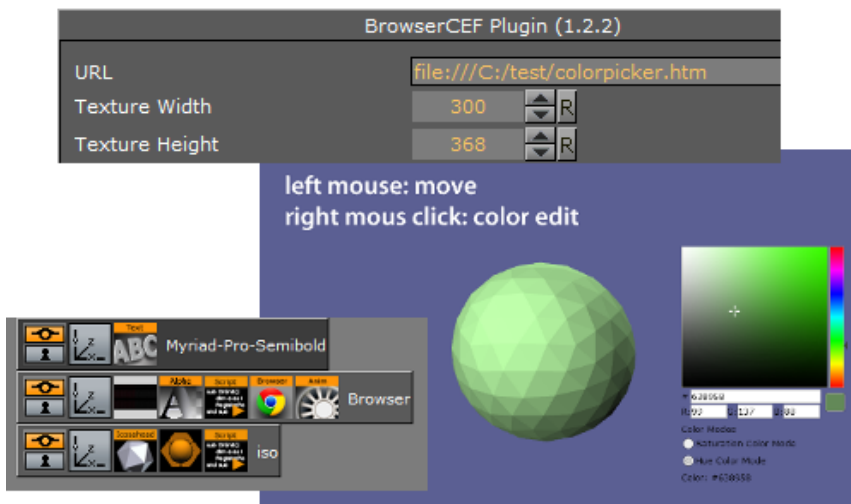 BrowserCEF Plugin (1.2.2)
URL
file:///C:/test/colorpicker.htm
Texture Width
300
R
Texture Height
368
R
left mouse: move
right mous click: color edit
Text
ABC
Myriad-Pro-Semibold
Alpha
Script
Browser
Anim
Browser
Icosahead
Script
iso
Color Modes
Saturation Color Mode
Hue Color Mode